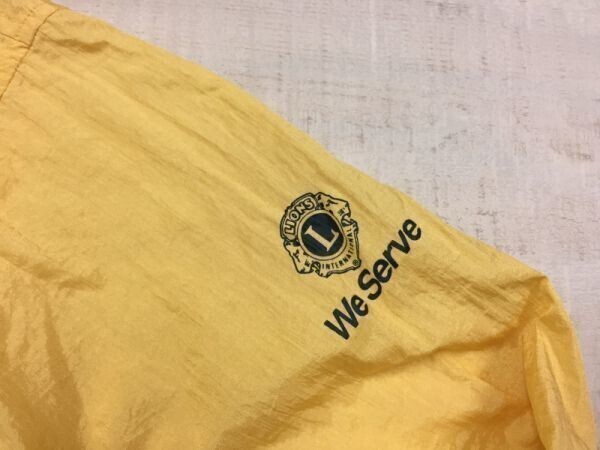 LIONS
L
INTERNATIONAL
®
We Serve